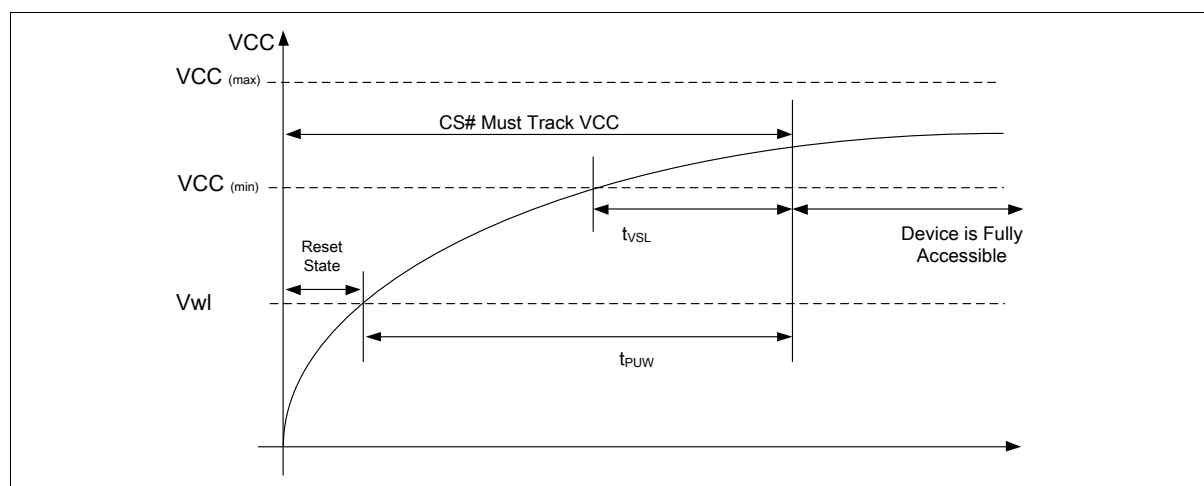 VCC
VCC (max)
CS# Must Track VCC
VCC (min)
tVSL
Device is Fully
Accessible
Reset
State
Vwl
tPUW